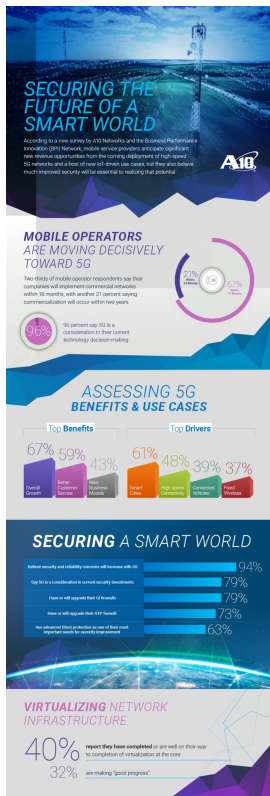 SECURING THE
FUTURE OF A
SMART WORLD
According to a new survey by A10 Networks and the Business Performance
Innovation (BPI) Network, mobile service providers anticipate significant
new revenue opportunities from the coming deployment of high-speed
5G networks and a host of new IoT-driven use cases, but they also believe
much-improved security will be essential to realizing that potential.
A10
MOBILE OPERATORS
ARE MOVING DECISIVELY
TOWARD 5G
Two-thirds of mobile operator respondents say their
companies will implement commercial networks
within 18 months, with another 21 percent saying
commercialization will occur within two years
21%
Within
24 Months
67%
Within
18 Months
96%
96 percent say 5G is a
consideration in their current
technology decision-making
ASSESSING 5G
BENEFITS & USE CASES
Top Benefits
Top Drivers
67% 59% 43%
61% 48% 39% 37%
Overall
Growth
Better
Customer
Service
New
Business
Models
Smart
Cities
High-speed
Connectivity
Connected
Vehicles
Fixed
Wireless
SECURING A SMART WORLD
Believe security and reliability concerns will increase with 5G
94%
Say 5G is a consideration in current security investments
79%
Have or will upgrade their Gi firewalls
79%
Have or will upgrade their GTP firewall
73%
See advanced DDoS protection as one of their most
important needs for security improvement
63%
VIRTUALIZING NETWORK
INFRASTRUCTURE
40% report they have completed or are well on their way
to completion of virtualization at the core
32% are making "good progress"